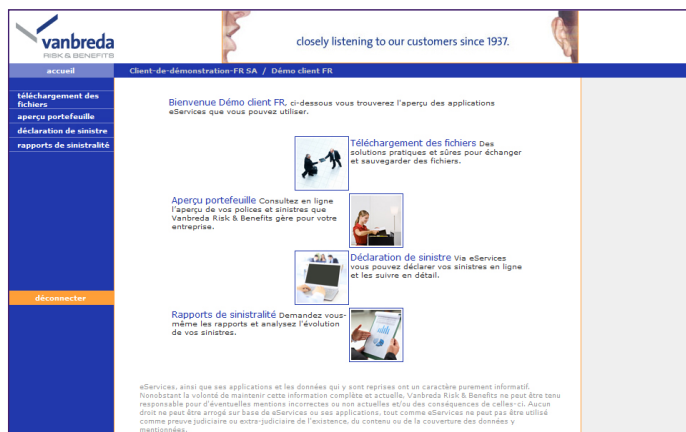 vanbreda
RISK & BENEFITS
closely listening to our customers since 1937.
accueil
Client-de-démonstration-FR SA / Démo client FR
téléchargement des
fichiers
aperçu portefeuille
déclaration de sinistre
rapports de sinistralité
déconnecter
Bienvenue Démo client FR, ci-dessous vous trouverez l'aperçu des applications
eServices que vous pouvez utiliser.
Téléchargement des fichiers Des
solutions pratiques et sûres pour échanger
et sauvegarder des fichiers.
Aperçu portefeuille Consultez en ligne
l'aperçu de vos polices et sinistres que
Vanbreda Risk & Benefits gère pour votre
entreprise.
Déclaration de sinistre Via eServices
vous pouvez déclarer vos sinistres en ligne
et les suivre en détail.
Rapports de sinistralité Demandez vous-
même les rapports et analysez l'évolution
de vos sinistres.
eServices, ainsi que ses applications et les données qui y sont reprises ont un caractère purement informatif.
Nonobstant la volonté de maintenir cette information complète et actuelle, Vanbreda Risk & Benefits ne peut être tenu
responsable pour d'éventuelles mentions incorrectes ou non actuelles et/ou des conséquences de celles-ci. Aucun
droit ne peut être arrogé sur base de eServices ou ses applications, tout comme eServices ne peut pas être utilisé
comme preuve judiciaire ou extra-judiciaire de l'existence, du contenu ou de la couverture des données y
mentionnées.